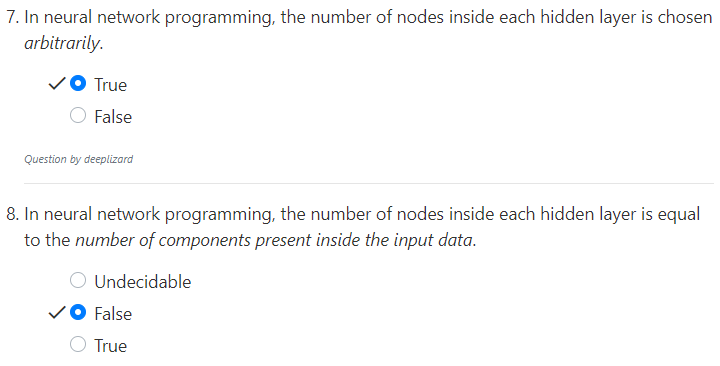 7. In neural network programming, the number of nodes inside each hidden layer is chosen
arbitrarily.
True
False
Question by deeplizard
8. In neural network programming, the number of nodes inside each hidden layer is equal
to the number of components present inside the input data.
Undecidable
False
True